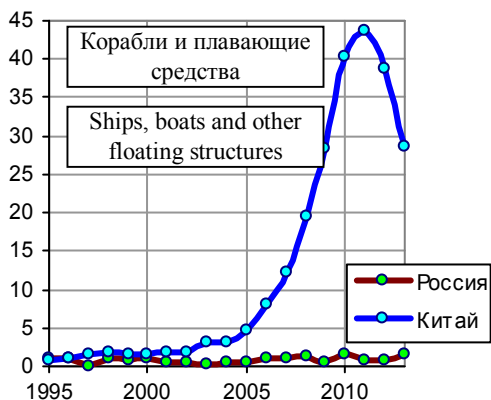 45
40
35
30
25
20
15
10
5
0
Корабли и плавающие
средства
Ships, boats and other
floating structures
Россия
Китай
1995 2000 2005 2010